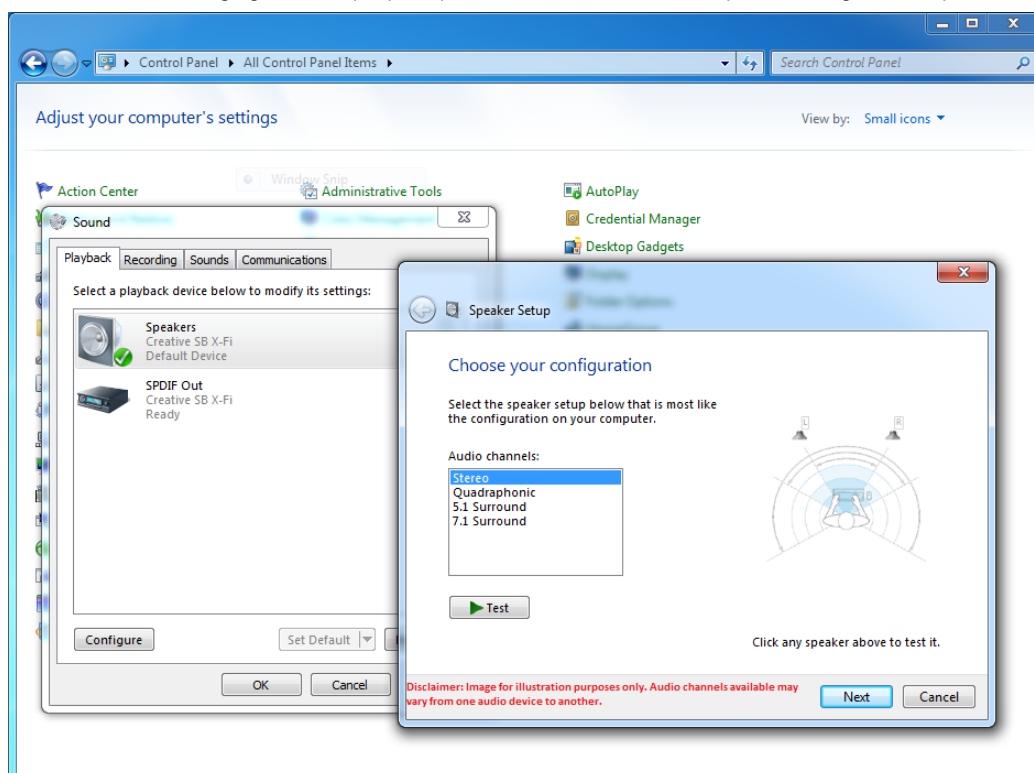 Control Panel
All Control Panel Items
Search Control Panel
Adjust your computer's settings
View by:
Small icons
Window Snip
Action Center
Administrative Tools
AutoPlay
Credential Manager
Desktop Gadgets
Sound
Playback
Recording
Sounds
Communications
Select a playback device below to modify its settings:
Speakers
Creative SB X-Fi
Default Device
SPDIF Out
Creative SB X-Fi
Ready
Configure
Set Default
OK
Cancel
Speaker Setup
Choose your configuration
Select the speaker setup below that is most like
the configuration on your computer.
Audio channels:
Stereo
Quadraphonic
5.1 Surround
7.1 Surround
L
R
Test
Click any speaker above to test it.
Disclaimer: Image for illustration purposes only. Audio channels available may
vary from one audio device to another.
Next
Cancel